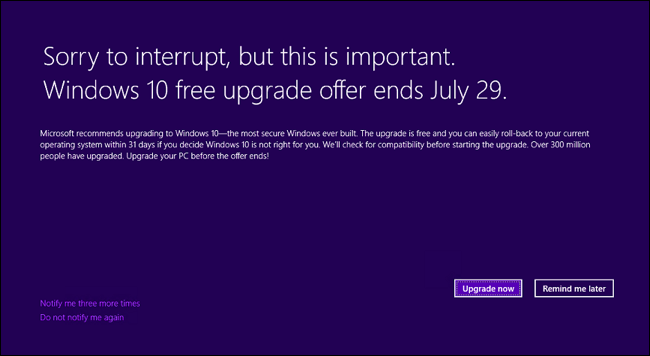 Sorry to interrupt, but this is important.
Windows 10 free upgrade offer ends July 29.
Microsoft recommends upgrading to Windows 10—the most secure Windows ever built. The upgrade is free and you can easily roll-back to your current
operating system within 31 days if you decide Windows 10 is not right for you. We'll check for compatibility before starting the upgrade. Over 300 million
people have upgraded. Upgrade your PC before the offer ends!
Upgrade now
Remind me later
Notify me three more times
Do not notify me again